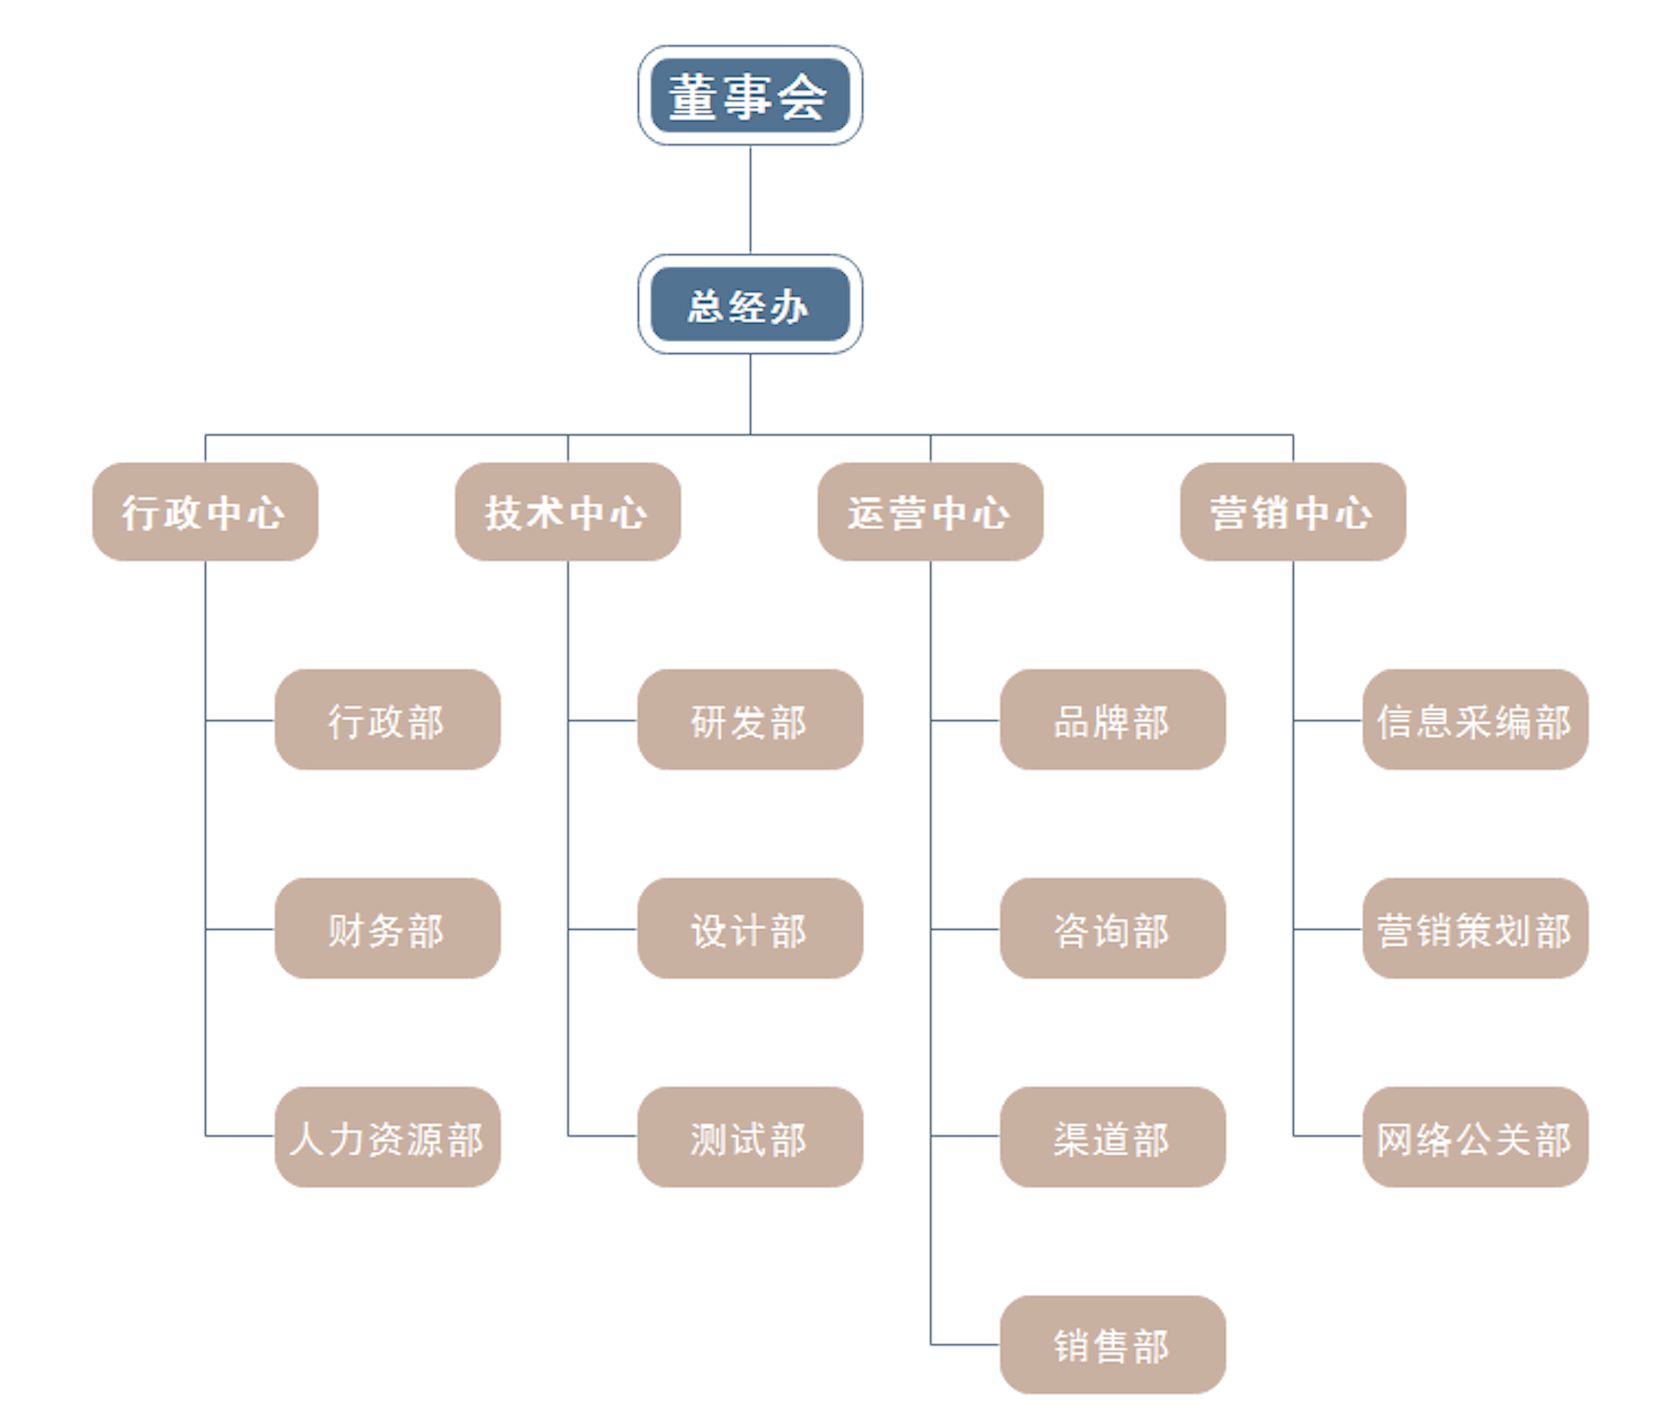 董事会
总经办
行政中心
技术中心
运营中心
营销中心
行政部
研发部
品牌部
信息采编部
财务部
设计部
咨询部
营销策划部
人力资源部
测试部
渠道部
网络公关部
销售部